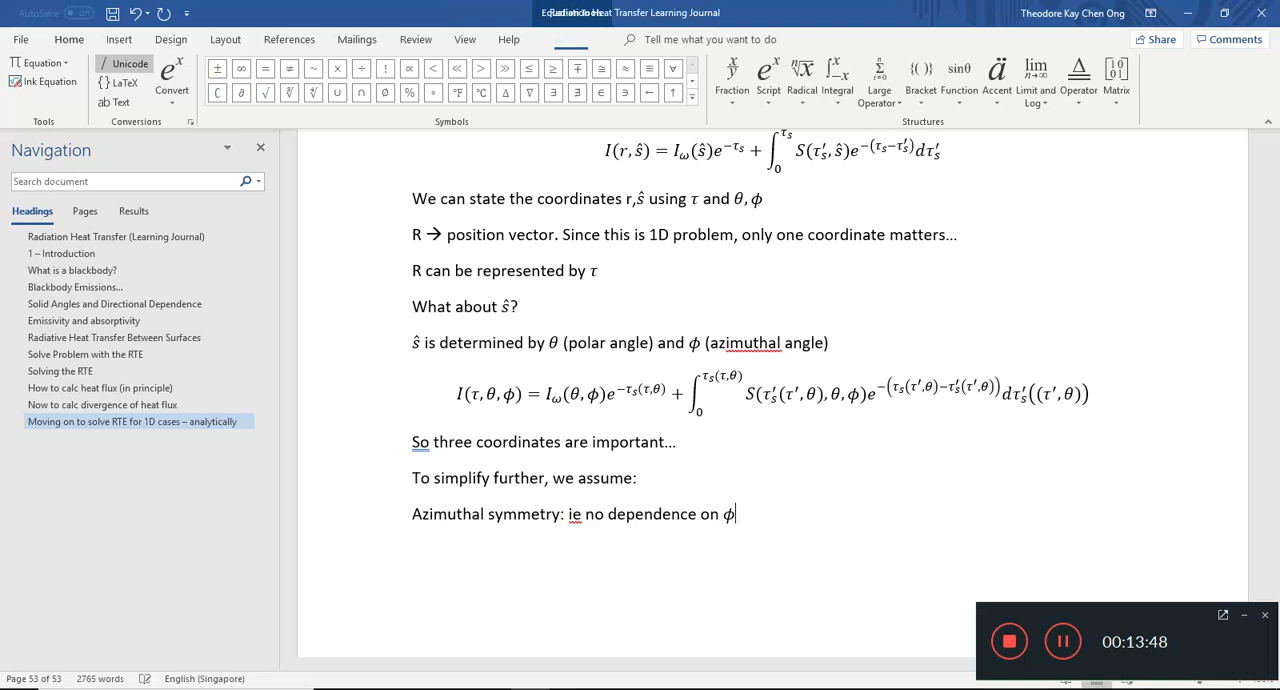 AutoSave Off
Radiation Heat Transfer Learning Journal
Theodore Kay Chen Ong
File Home Insert Design Layout References Mailings Review View Help Tell me what you want to do Share Comments
Equation Unicode
Ink Equation LaTeX
ab Text Convert
± ∞ = ≠ ~ × ÷ ! ∝ < ≪ > ≫ ≤ ≥ ∓ ≅ ≈ ≡ ∀
∁ ∂ √ ∛ ∜ ∪ ∩ ∅ % ° °F °C ∆ ∇ ∃ ∄ ∈ ∋ ← ↑
Fraction Script Radical Integral Large Operator Bracket Function Accent Limit and Log Operator Matrix
Tools Conversions Symbols Structures
Navigation
Search document
Headings Pages Results
Radiation Heat Transfer (Learning Journal)
1 – Introduction
What is a blackbody?
Blackbody Emissions...
Solid Angles and Directional Dependence
Emissivity and absorptivity
Radiative Heat Transfer Between Surfaces
Solve Problem with the RTE
Solving the RTE
How to calc heat flux (in principle)
Now to calc divergence of heat flux
Moving on to solve RTE for 1D cases – analytically
I(r,ŝ) = I_ω(ŝ)e^{−τ_s} + ∫_0^{τ_s} S(τ_s′,ŝ)e^{−(τ_s−τ_s′)}dτ_s′
We can state the coordinates r,ŝ using τ and θ,ϕ
R → position vector. Since this is 1D problem, only one coordinate matters...
R can be represented by τ
What about ŝ?
ŝ is determined by θ (polar angle) and ϕ (azimuthal angle)
I(τ,θ,ϕ) = I_ω(θ,ϕ)e^{−τ_s(τ,θ)} + ∫_0^{τ_s(τ,θ)} S(τ_s′(τ′,θ),θ,ϕ)e^{−(τ_s(τ′,θ)−τ_s′(τ′,θ))}dτ_s′((τ′,θ))
So three coordinates are important...
To simplify further, we assume:
Azimuthal symmetry: ie no dependence on ϕ
00:13:48
Page 53 of 53 2765 words English (Singapore)